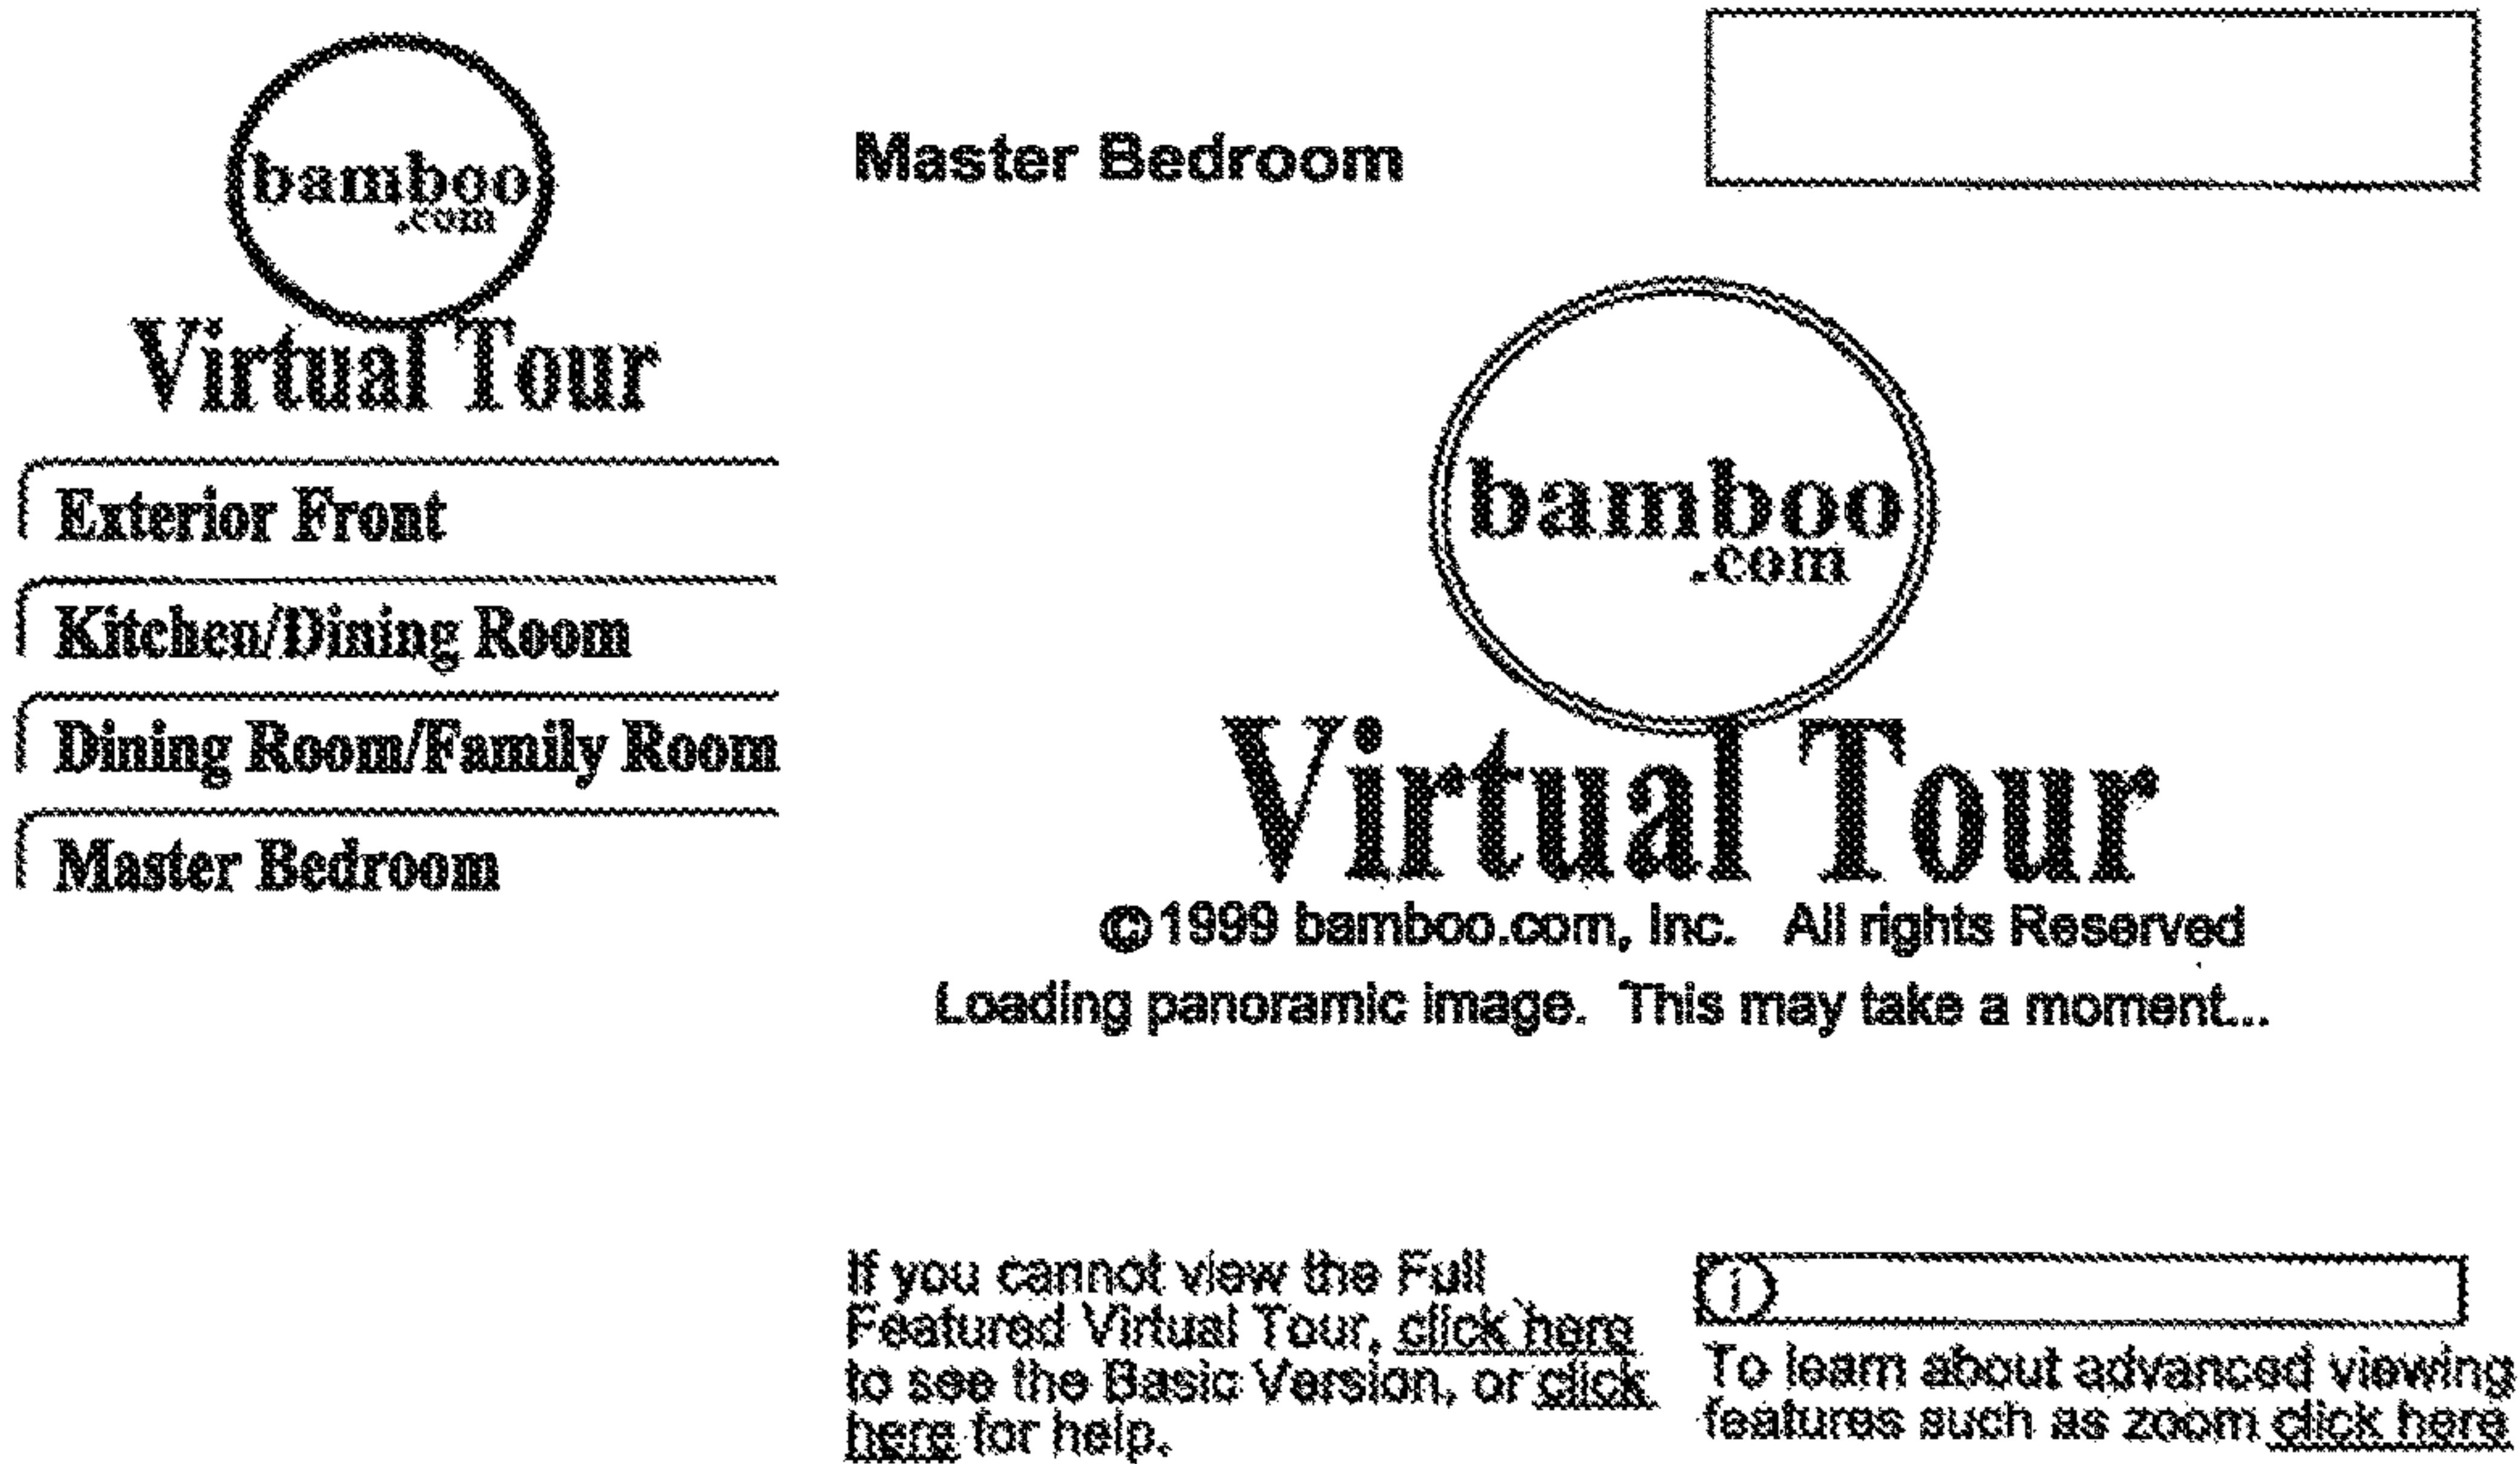 bamboo
.com
Virtual Tour
Exterior Front
Kitchen/Dining Room
Dining Room/Family Room
Master Bedroom
Master Bedroom
bamboo
.com
Virtual Tour
©1999 bamboo.com, Inc. All rights Reserved
Loading panoramic image. This may take a moment...
If you cannot view the Full
Featured Virtual Tour, click here
to see the Basic Version, or click
here for help.
i
To learn about advanced viewing
features such as zoom click here